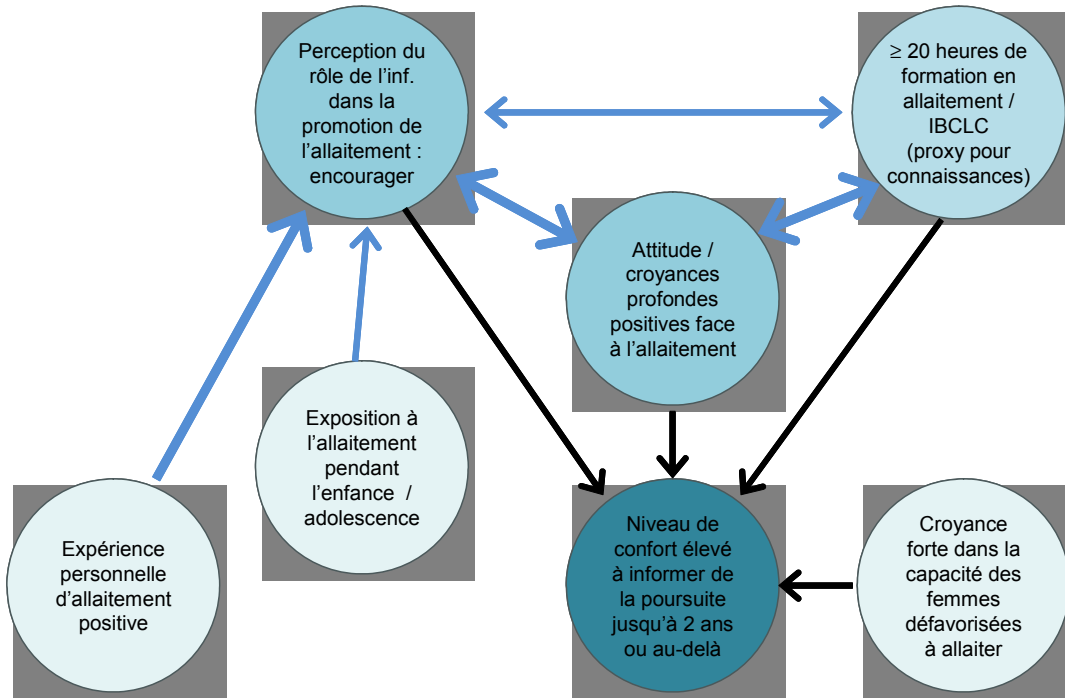 Perception du
rôle de l'inf.
dans la
promotion de
l'allaitement :
encourager
≥ 20 heures de
formation en
allaitement /
IBCLC
(proxy pour
connaissances)
Attitude /
croyances
profondes
positives face
à l'allaitement
Exposition à
l'allaitement
pendant
l'enfance /
adolescence
Expérience
personnelle
d'allaitement
positive
Niveau de
confort élevé
à informer de
la poursuite
jusqu'à 2 ans
ou au-delà
Croyance
forte dans la
capacité des
femmes
défavorisées
à allaiter